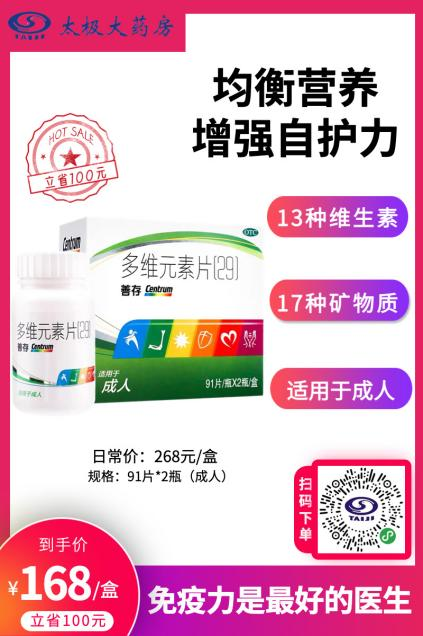 TAIJI 太极大药房
均衡营养
增强自护力
HOT SALE
立省100元
13种维生素
17种矿物质
适用于成人
OTC
多维元素片(29)
善存 Centrum
适用于
成人
91片/瓶X2瓶/盒
多维元素片(29)
善存 Centrum
适用于成人
日常价：268元/盒
规格：91片*2瓶（成人）
扫码下单
TAIJI
到手价
¥168/盒
立省100元
免疫力是最好的医生